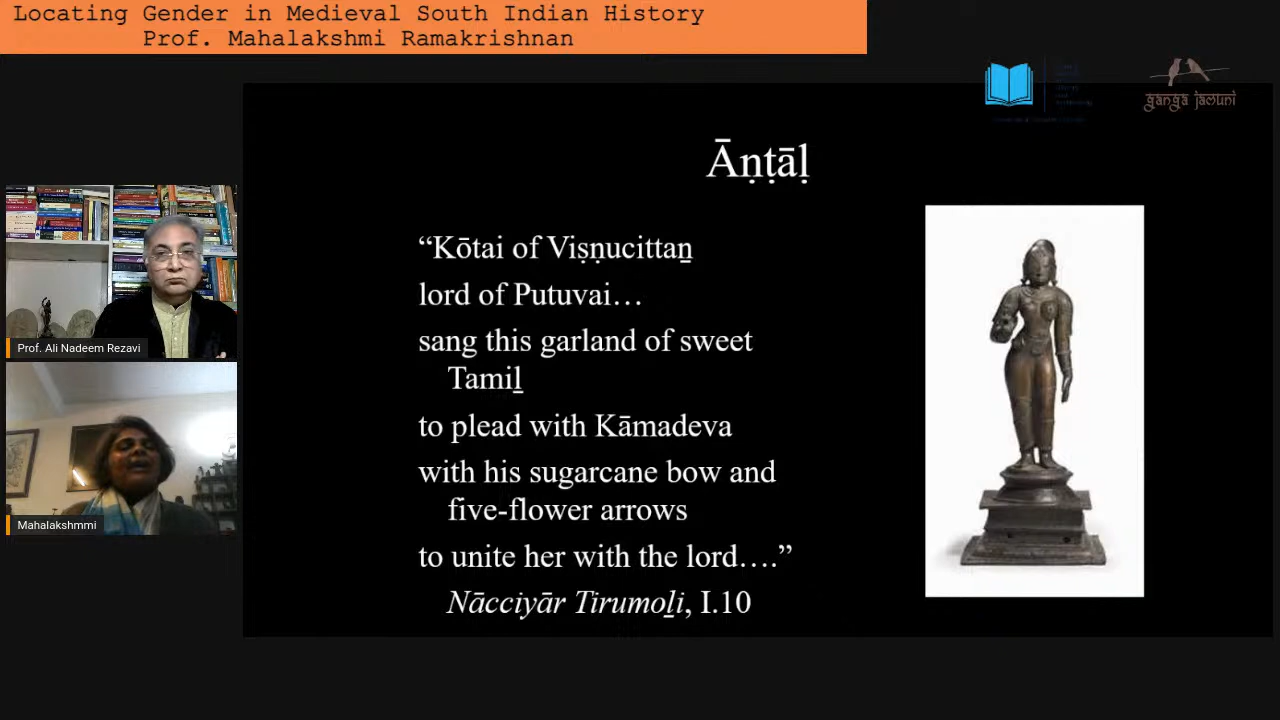 Locating Gender in Medieval South Indian History
Prof. Mahalakshmi Ramakrishnan
ganga jamuni
Āṇṭāḷ
“Kōtai of Viṣṇucittaṉ
lord of Putuvai…
sang this garland of sweet
Tamiḻ
to plead with Kāmadeva
with his sugarcane bow and
five-flower arrows
to unite her with the lord….”
Nācciyār Tirumoḻi, I.10
Prof. Ali Nadeem Rezavi
Mahalakshmmi